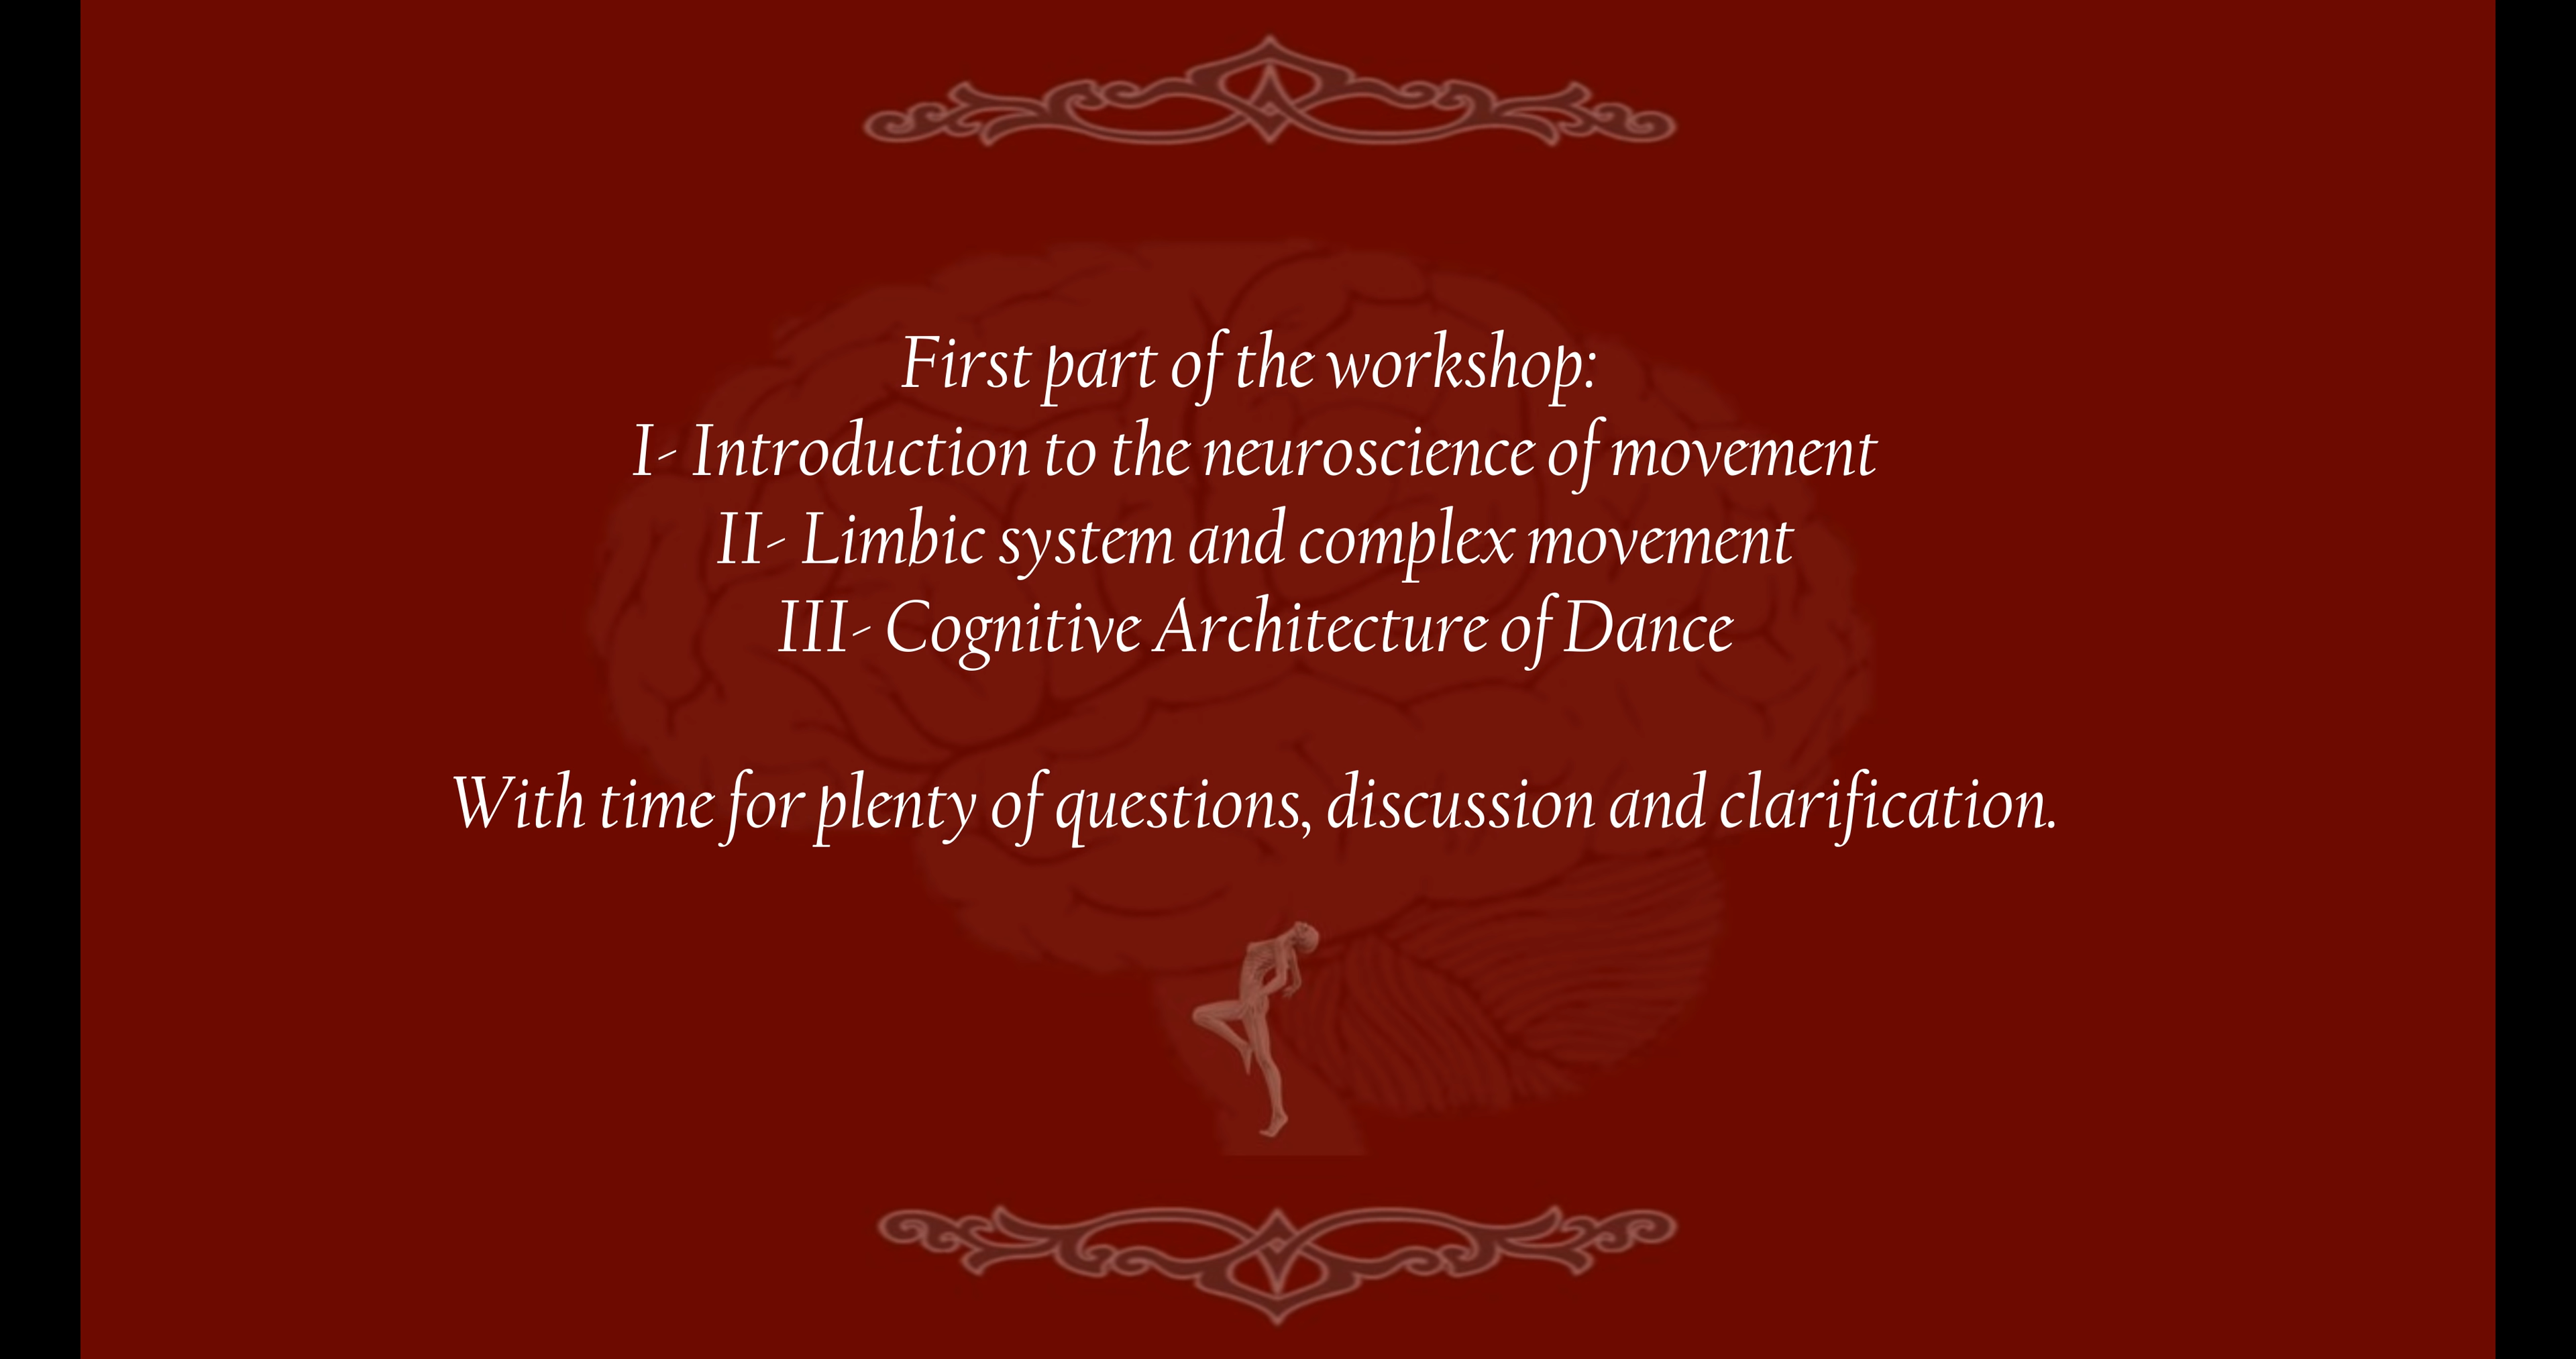 First part of the workshop:
I- Introduction to the neuroscience of movement
II- Limbic system and complex movement
III- Cognitive Architecture of Dance
With time for plenty of questions, discussion and clarification.